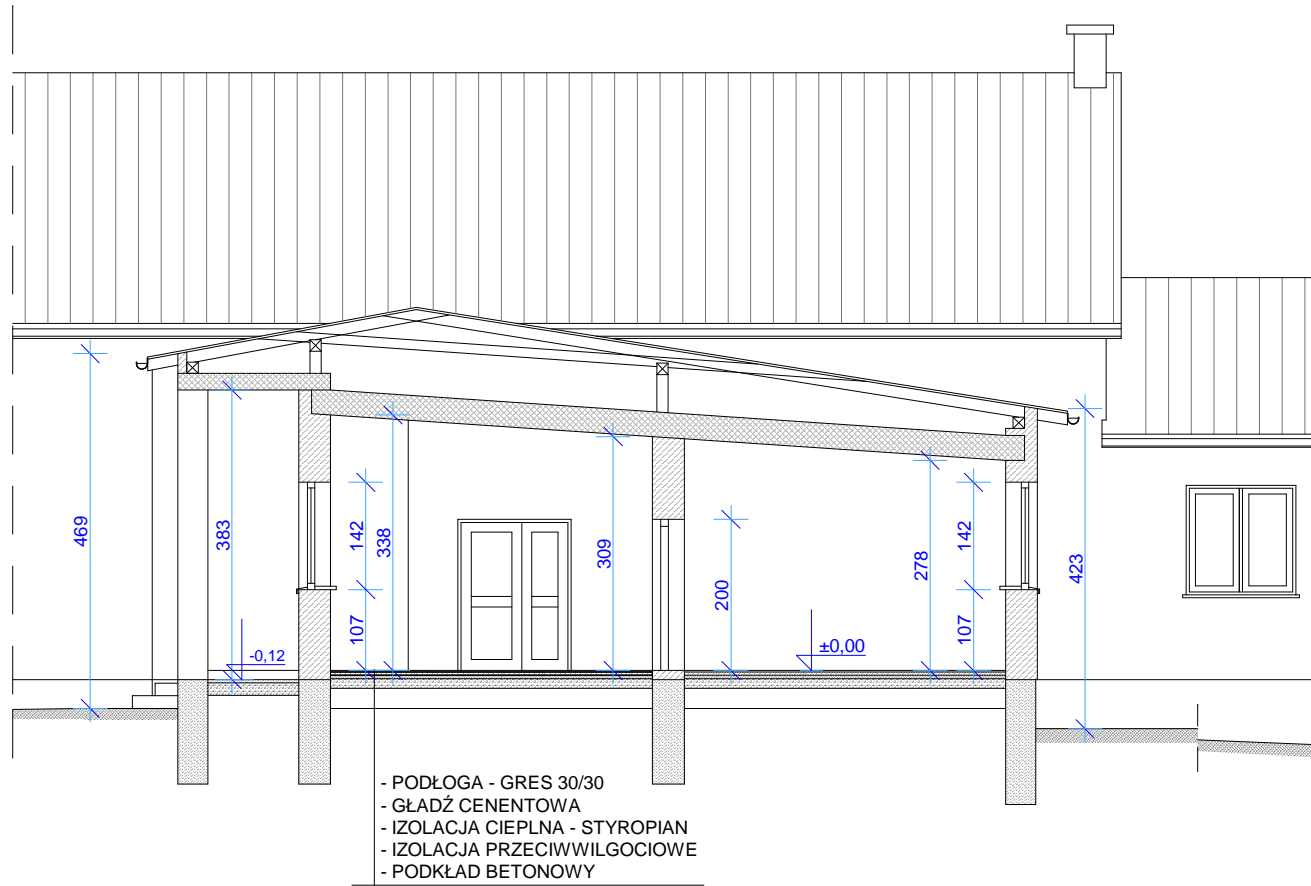 469
383
142
338
309
200
278
142
423
107
107
-0,12
±0,00
- PODŁOGA - GRES 30/30
- GŁADŹ CENENTOWA
- IZOLACJA CIEPLNA - STYROPIAN
- IZOLACJA PRZECIWWILGOCIOWE
- PODKŁAD BETONOWY